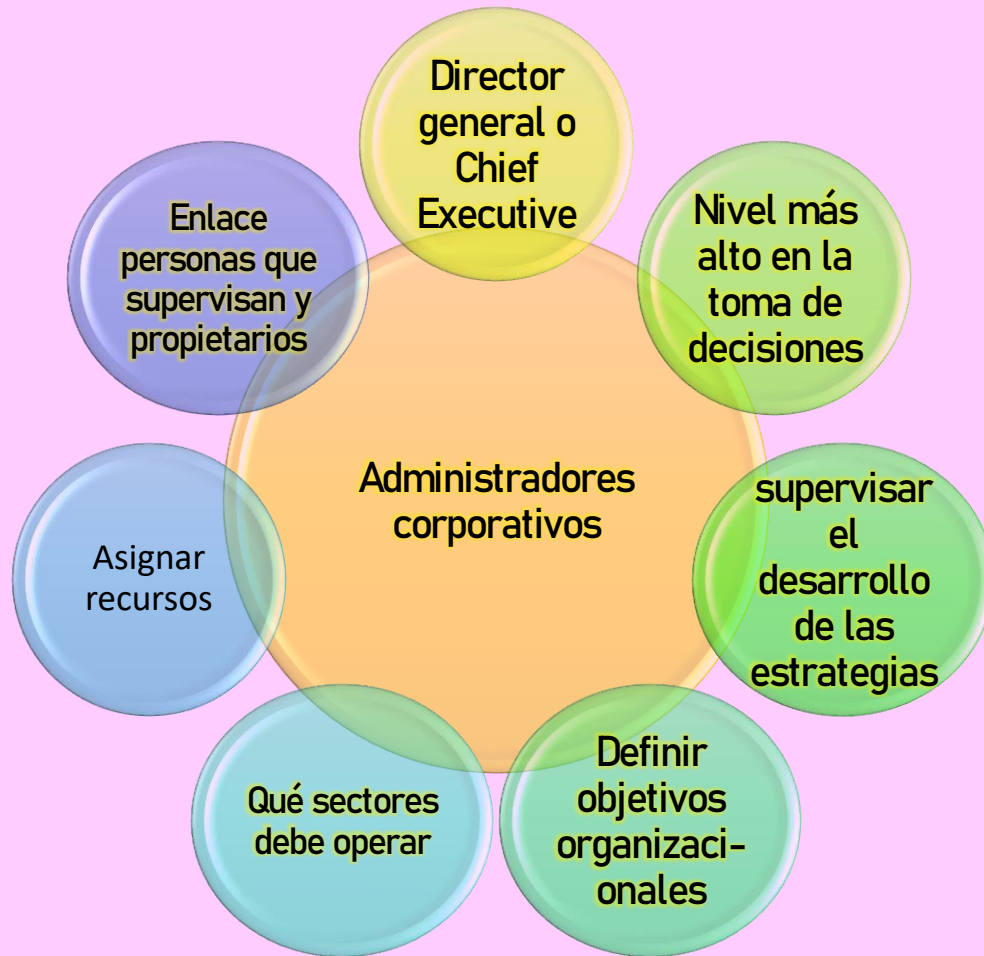 Director
general o
Chief
Executive
Nivel más
alto en la
toma de
decisiones
supervisar
el
desarrollo
de las
estrategias
Definir
objetivos
organizaci-
onales
Qué sectores
debe operar
Asignar
recursos
Enlace
personas que
supervisan y
propietarios
Administradores
corporativos